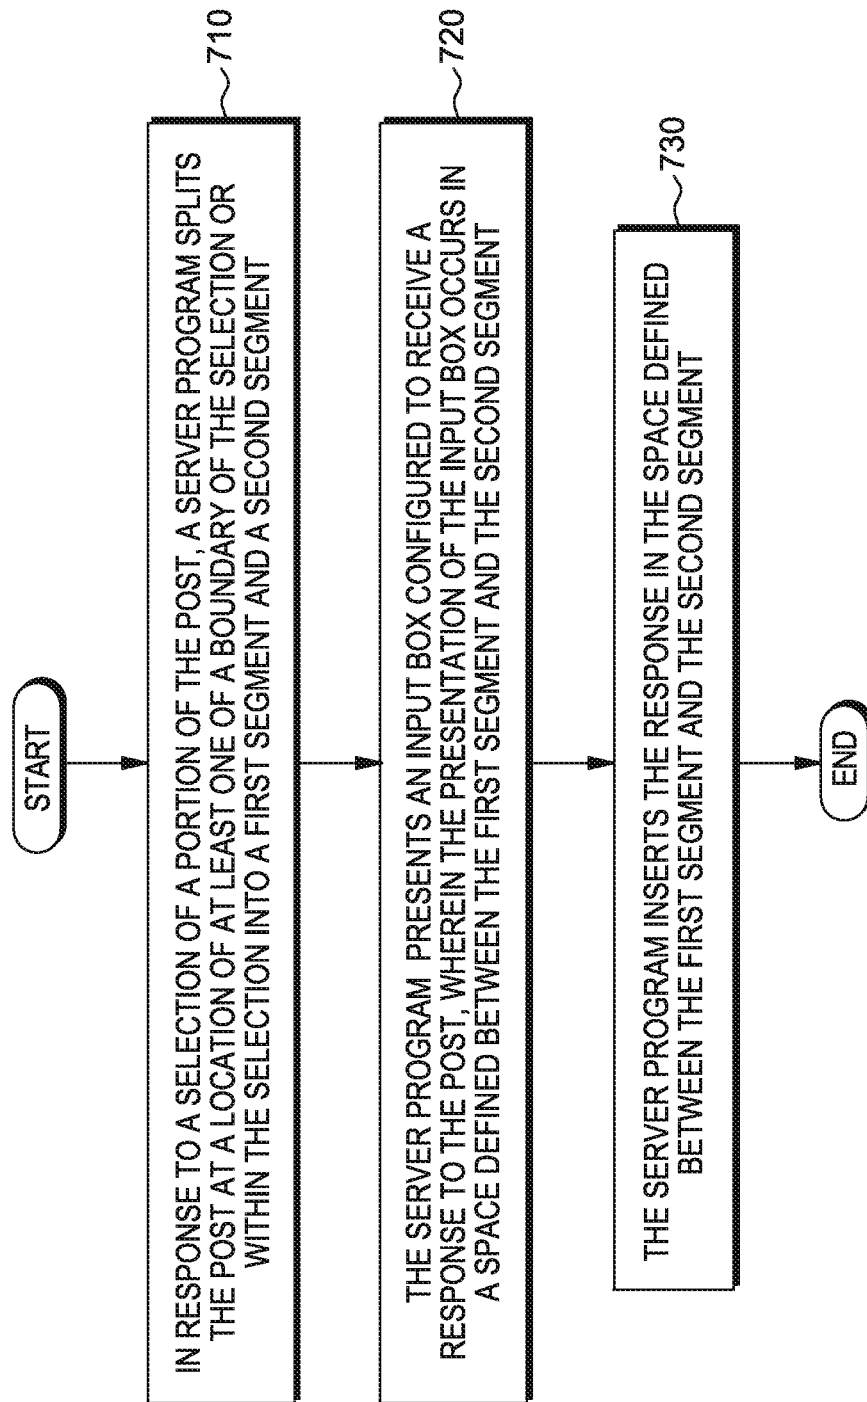 START
IN RESPONSE TO A SELECTION OF A PORTION OF THE POST, A SERVER PROGRAM SPLITS
THE POST AT A LOCATION OF AT LEAST ONE OF A BOUNDARY OF THE SELECTION OR
WITHIN THE SELECTION INTO A FIRST SEGMENT AND A SECOND SEGMENT
710
THE SERVER PROGRAM PRESENTS AN INPUT BOX CONFIGURED TO RECEIVE A
RESPONSE TO THE POST, WHEREIN THE PRESENTATION OF THE INPUT BOX OCCURS IN
A SPACE DEFINED BETWEEN THE FIRST SEGMENT AND THE SECOND SEGMENT
720
THE SERVER PROGRAM INSERTS THE RESPONSE IN THE SPACE DEFINED
BETWEEN THE FIRST SEGMENT AND THE SECOND SEGMENT
730
END